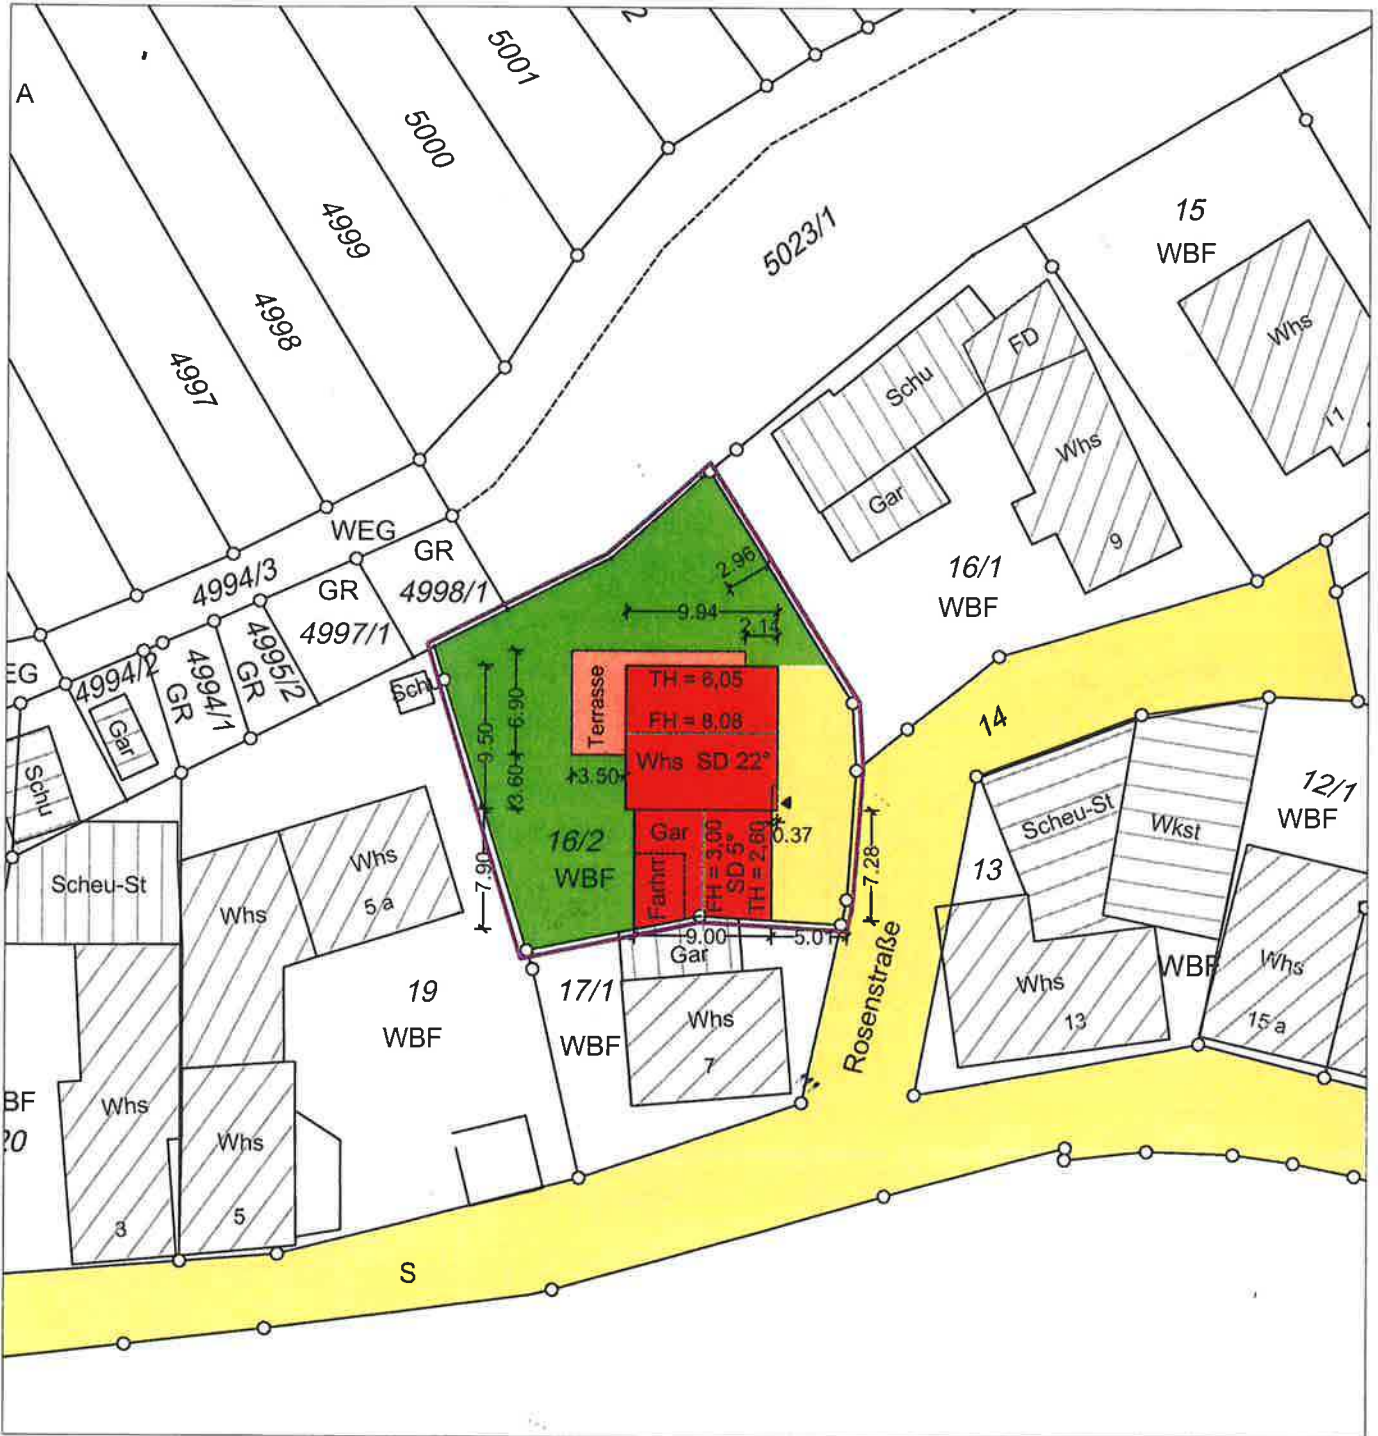 A
5001
5000
4999
4998
4997
5023/1
15
WBF
Whs
11
FD
Schu
Whs
Gar
9
16/1
WBF
WEG
GR
4998/1
4994/3
GR
4997/1
4995/2
GR
4994/1
GR
4994/2
EG
Gar
Schu
2.96
9.94
2.14
Terrasse
TH = 6,05
FH = 8.08
Whs SD 22°
9.50
6.90
3.60
3.50
7.90
16/2
WBF
Gar
FH = 3,00
SD 5°
TH = 2,60
0.37
7.28
9.00
5.01
Gar
14
Scheu-St
Wkst
12/1
WBF
13
Whs
13
WBF
Whs
15 a
Rosenstraße
Scheu-St
Whs
Whs
5 a
19
WBF
17/1
WBF
Whs
7
BF
20
Whs
3
Whs
5
S